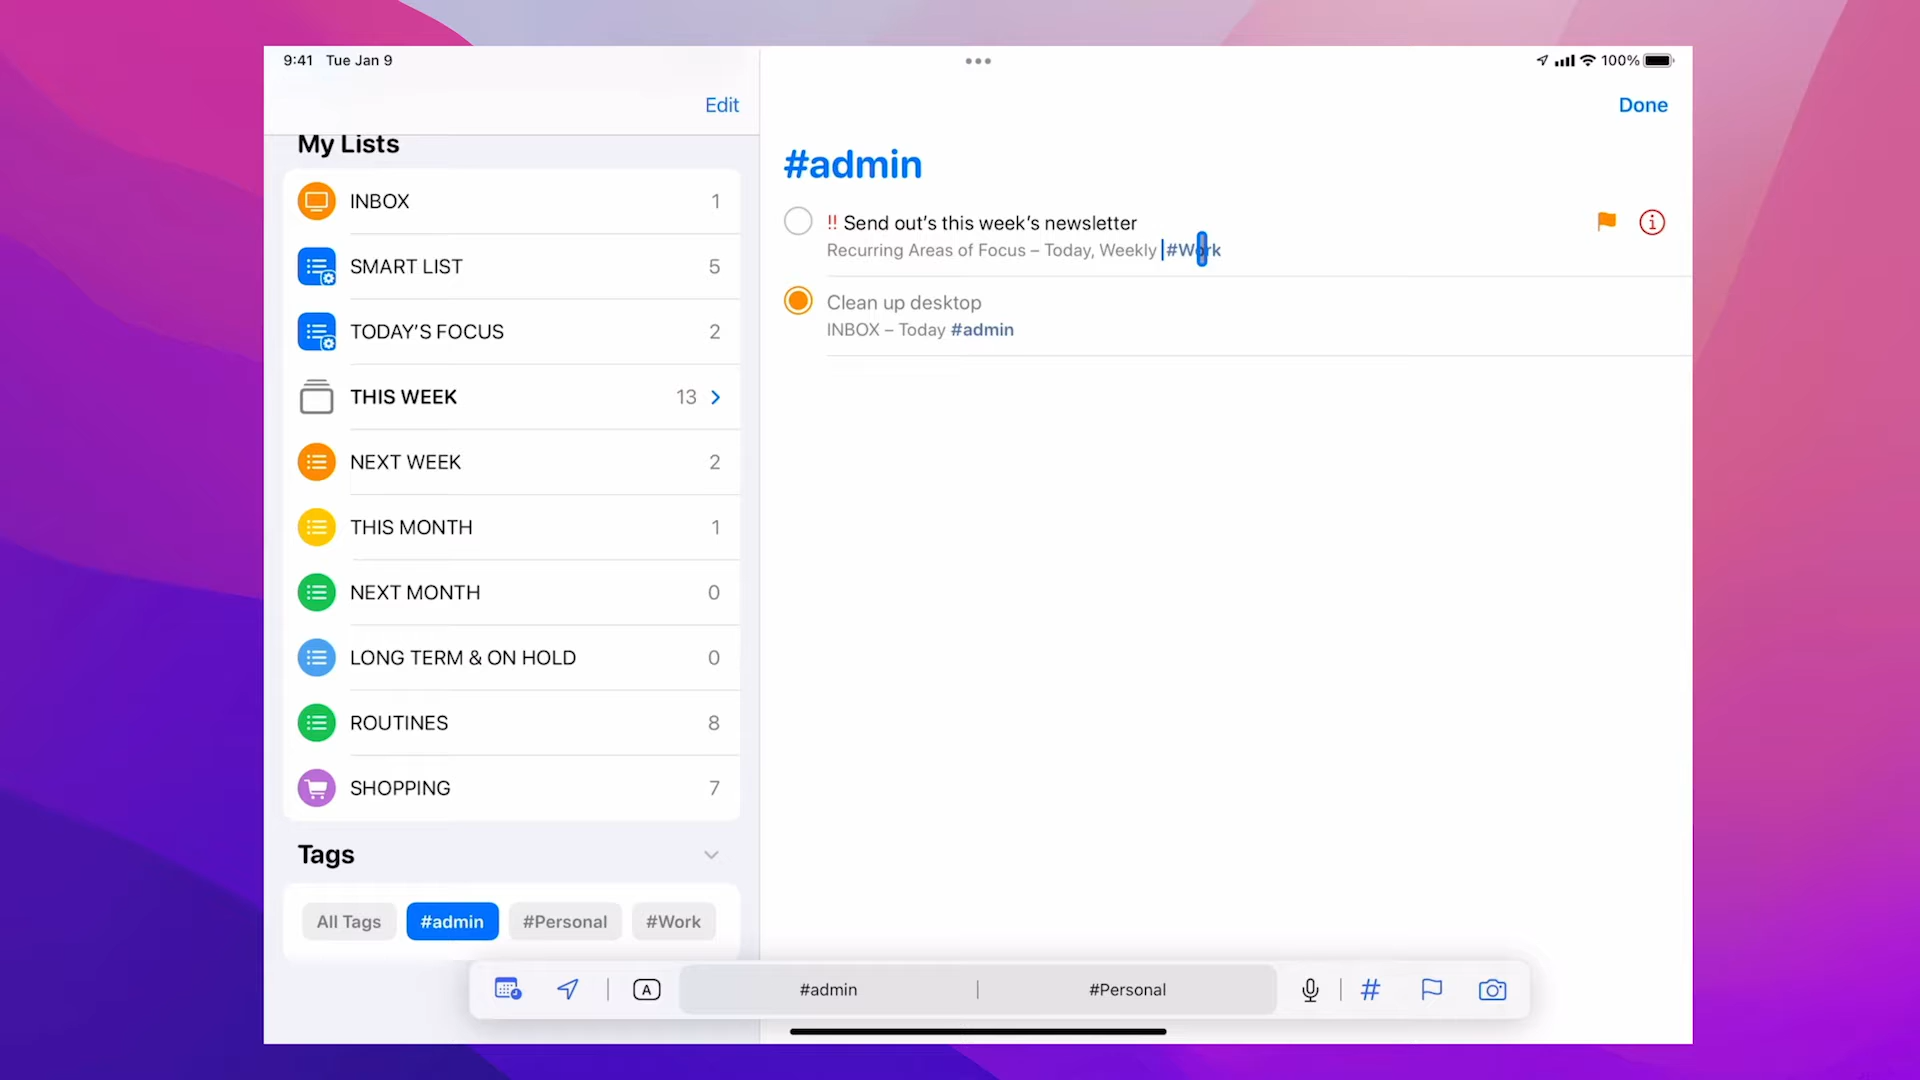 9:41 Tue Jan 9
100%
Edit
Done
My Lists
INBOX 1
SMART LIST 5
TODAY’S FOCUS 2
THIS WEEK 13
NEXT WEEK 2
THIS MONTH 1
NEXT MONTH 0
LONG TERM & ON HOLD 0
ROUTINES 8
SHOPPING 7
Tags
All Tags #admin #Personal #Work
#admin
!! Send out’s this week’s newsletter
Recurring Areas of Focus – Today, Weekly #Work
Clean up desktop
INBOX – Today #admin
A #admin #Personal #